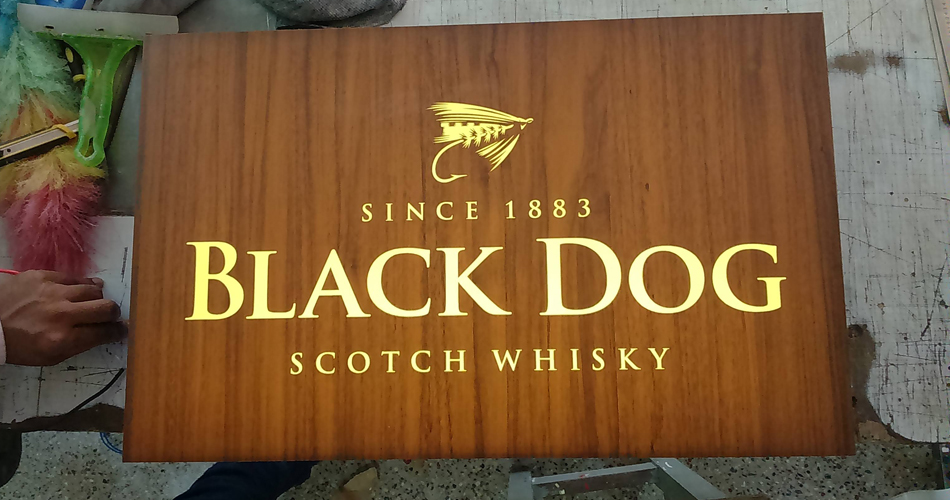 SINCE 1883
BLACK DOG
SCOTCH WHISKY